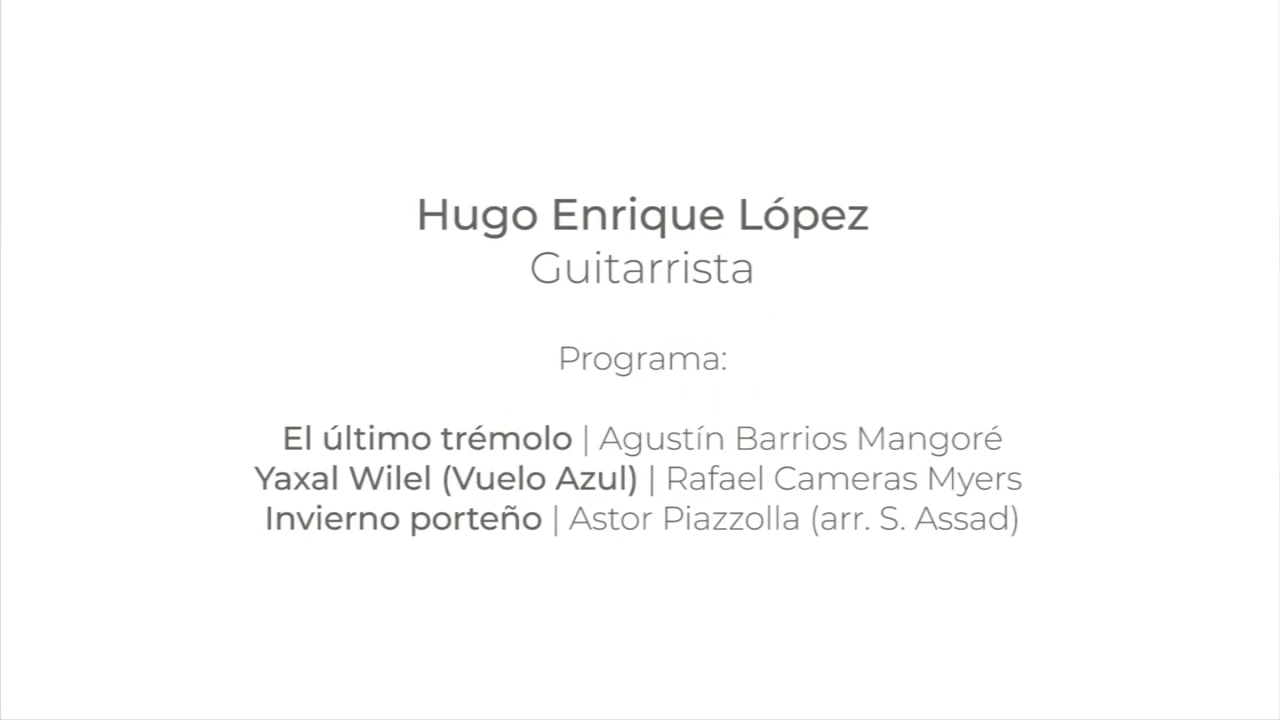 Hugo Enrique López
Guitarrista
Programa:
El último trémolo | Agustín Barrios Mangoré
Yaxal Wilel (Vuelo Azul) | Rafael Cameras Myers
Invierno porteño | Astor Piazzolla (arr. S. Assad)